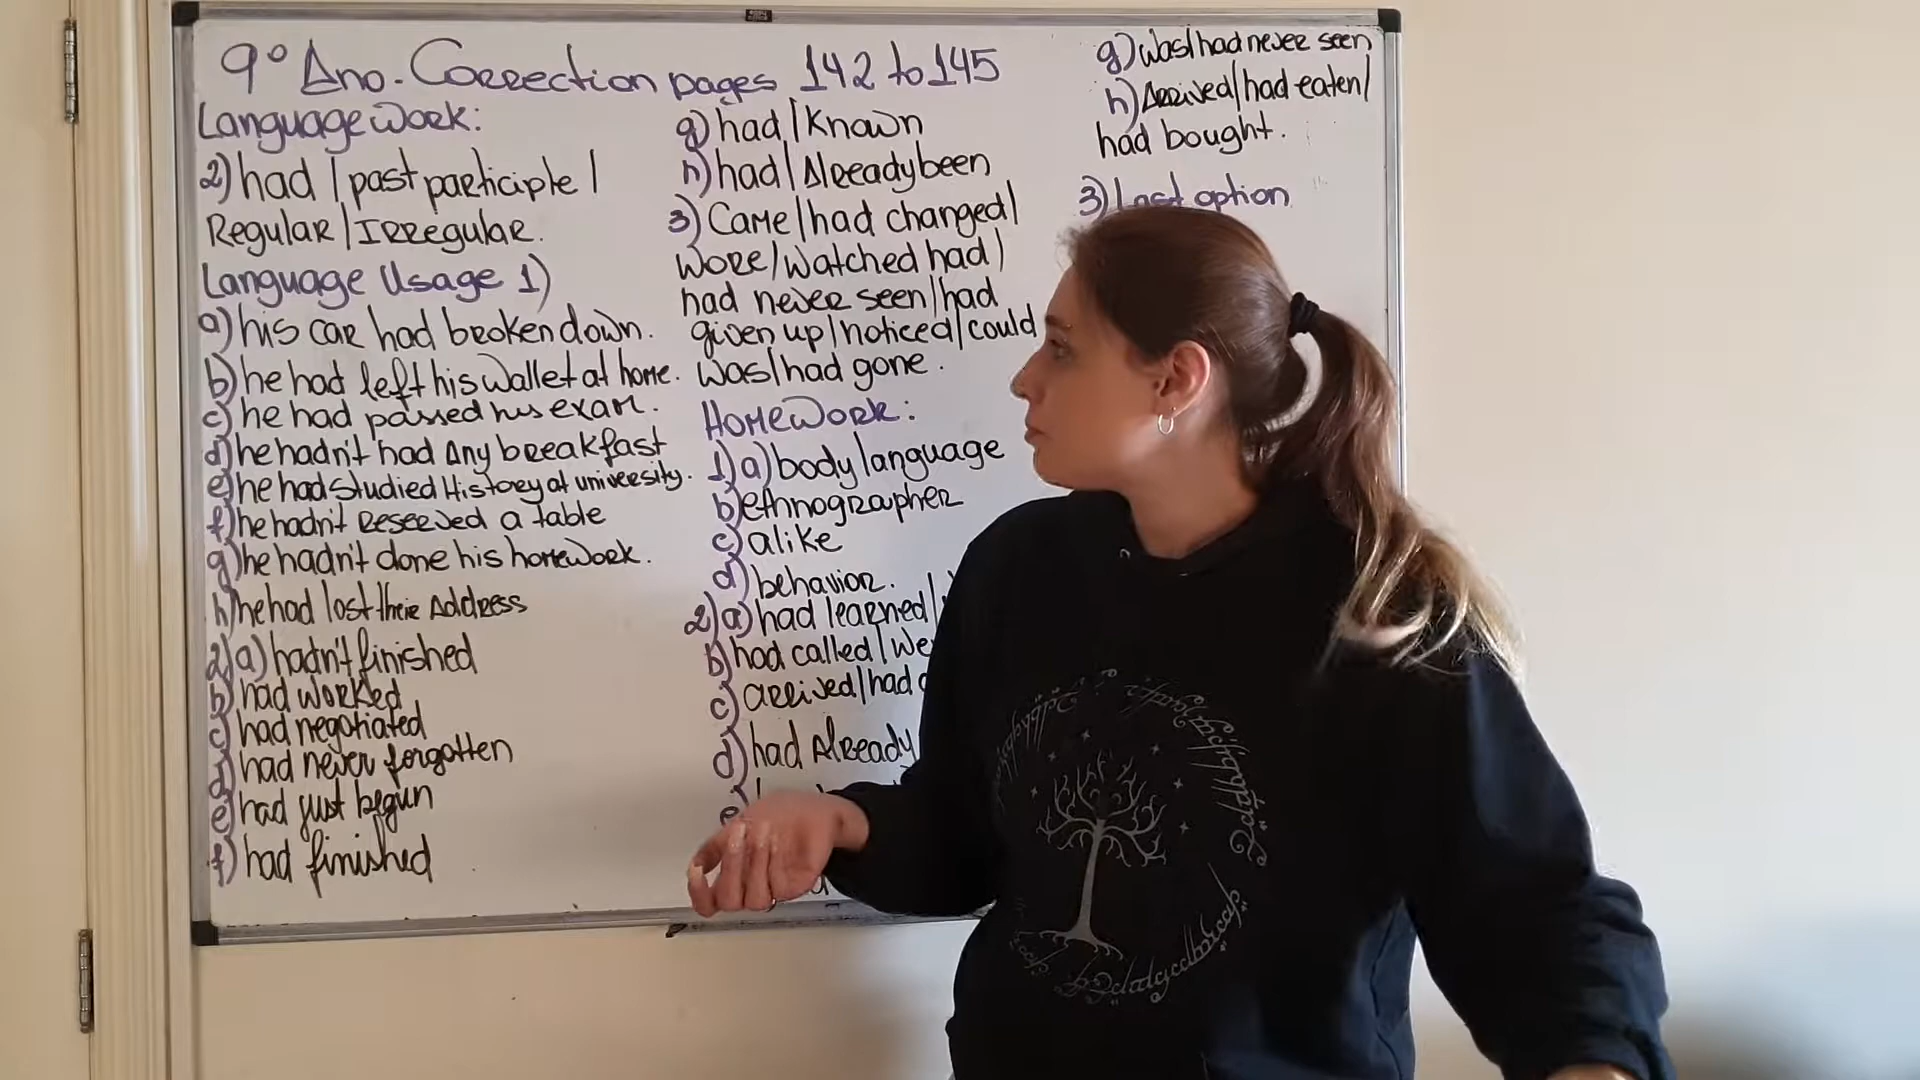 9º Ano. Correction pages 142 to 145
Language Work:
2) had / past participle /
Regular / Irregular.
Language Usage 1)
a) his car had broken down.
b) he had left his wallet at home.
c) he had passed his exam.
d) he hadn't had any breakfast
e) he had studied History at university.
f) he hadn't reserved a table
g) he hadn't done his homework.
h) he had lost their address
2) a) hadn't finished
b) had worked
c) had negotiated
d) had never forgotten
e) had just begun
f) had finished
g) had / known
h) had / already been
3) Came / had changed /
wore / watched had /
had never seen / had
given up / noticed / could
was / had gone.
Homework:
1) a) body language
b) ethnographer
c) alike
d) behavior.
2) a) had learned /
b) had called /
c) arrived / had
d) had already
e)
g) was / had never seen
h) Arrived / had eaten /
had bought.
3) Last option